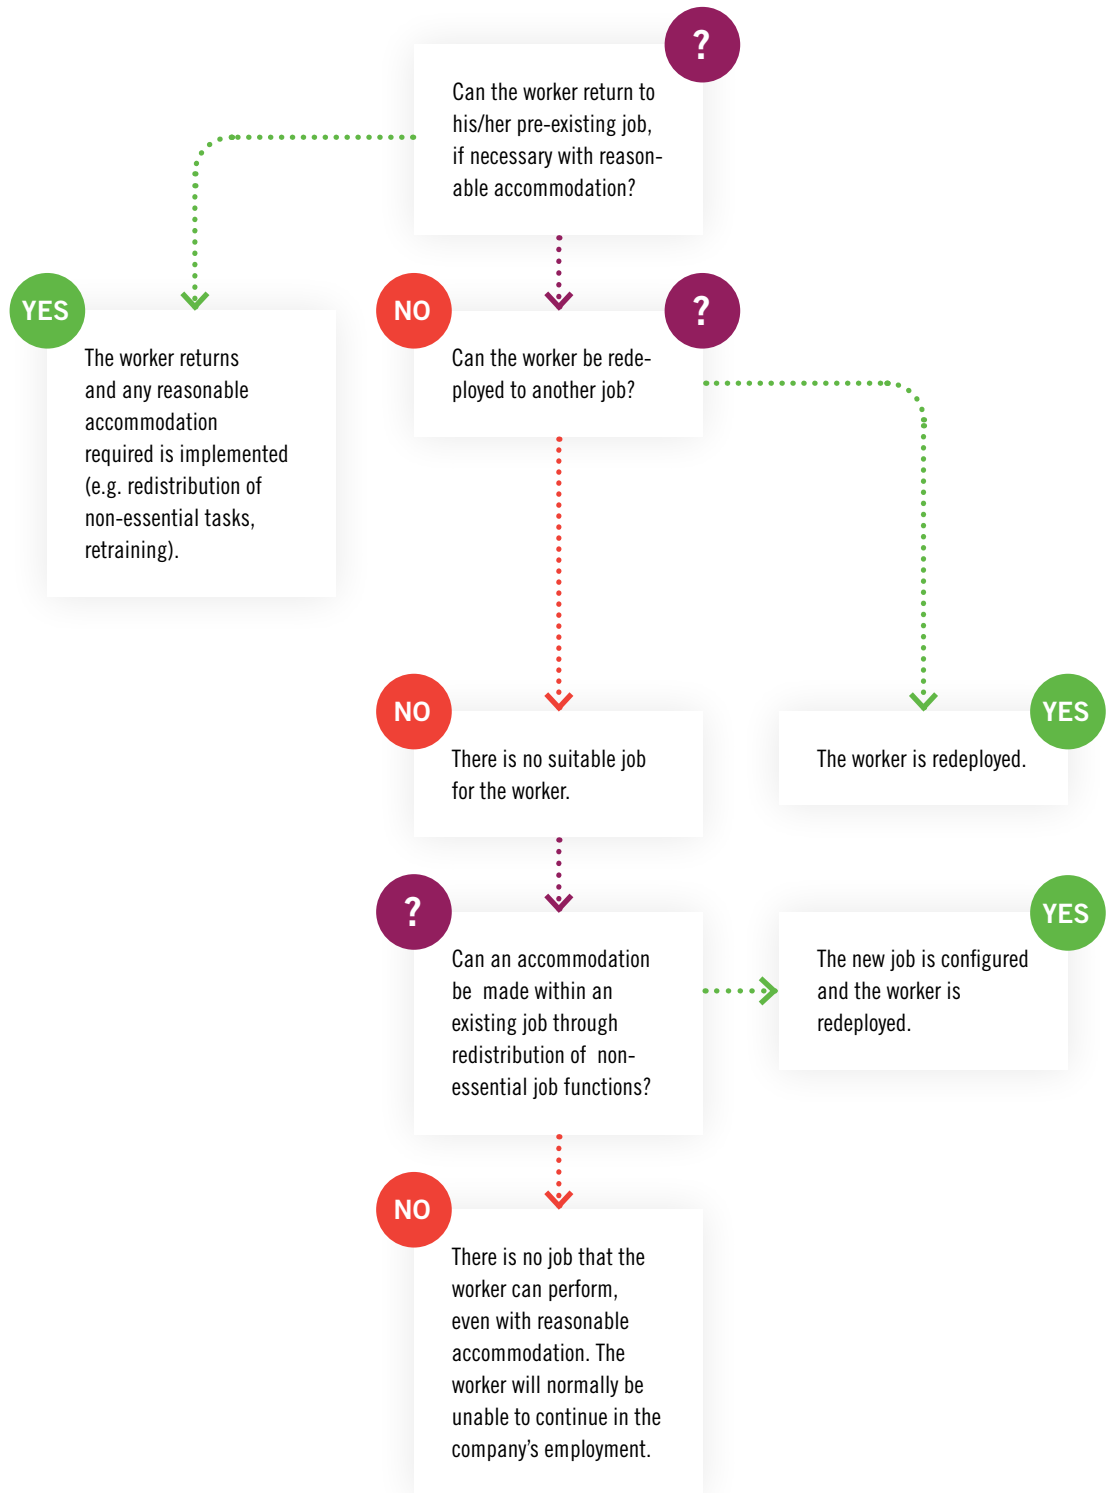 ?
Can the worker return to
his/her pre-existing job,
if necessary with reason-
able accommodation?
YES
The worker returns
and any reasonable
accommodation
required is implemented
(e.g. redistribution of
non-essential tasks,
retraining).
NO
?
Can the worker be rede-
ployed to another job?
NO
There is no suitable job
for the worker.
YES
The worker is redeployed.
?
Can an accommodation
be  made within an
existing job through
redistribution of  non-
essential job functions?
YES
The new job is configured
and the worker is
redeployed.
NO
There is no job that the
worker can perform,
even with reasonable
accommodation. The
worker will normally be
unable to continue in the
company’s employment.